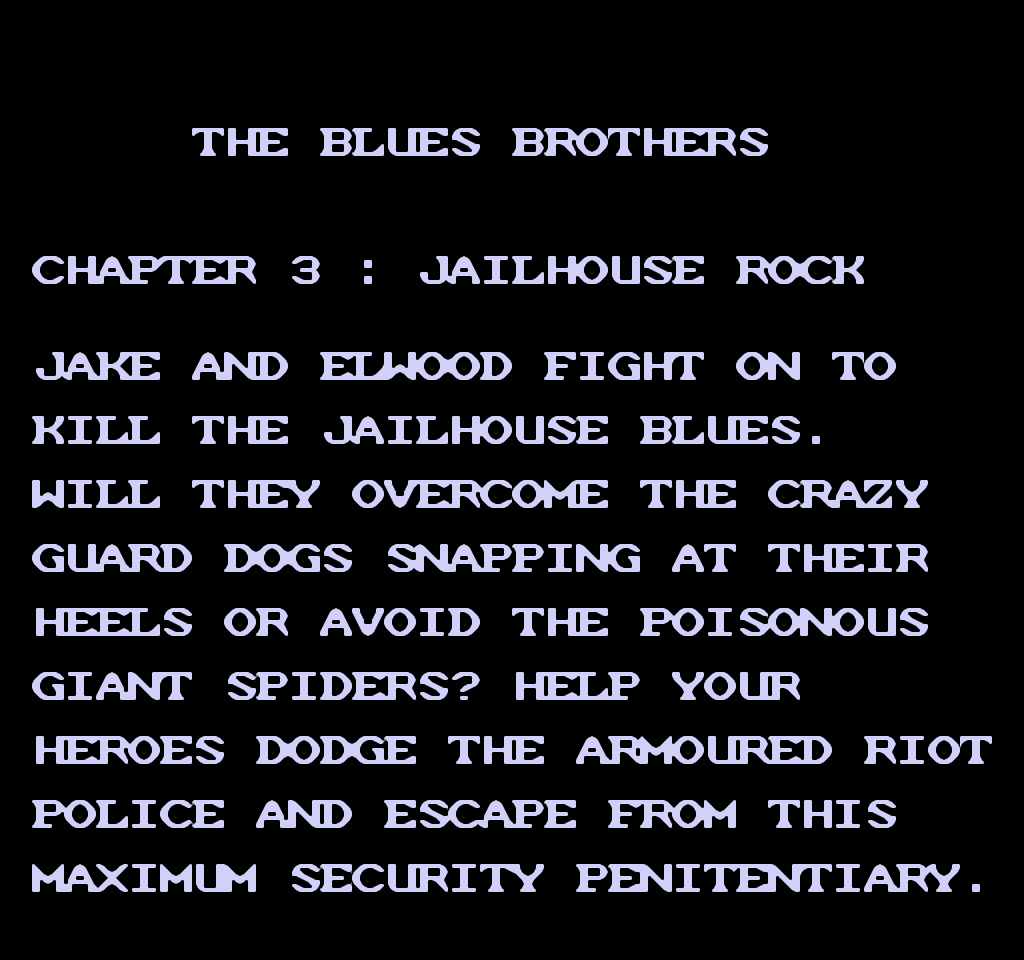 THE BLUES BROTHERS
CHAPTER 3 : JAILHOUSE ROCK
JAKE AND ELWOOD FIGHT ON TO
KILL THE JAILHOUSE BLUES.
WILL THEY OVERCOME THE CRAZY
GUARD DOGS SNAPPING AT THEIR
HEELS OR AVOID THE POISONOUS
GIANT SPIDERS? HELP YOUR
HEROES DODGE THE ARMOURED RIOT
POLICE AND ESCAPE FROM THIS
MAXIMUM SECURITY PENITENTIARY.